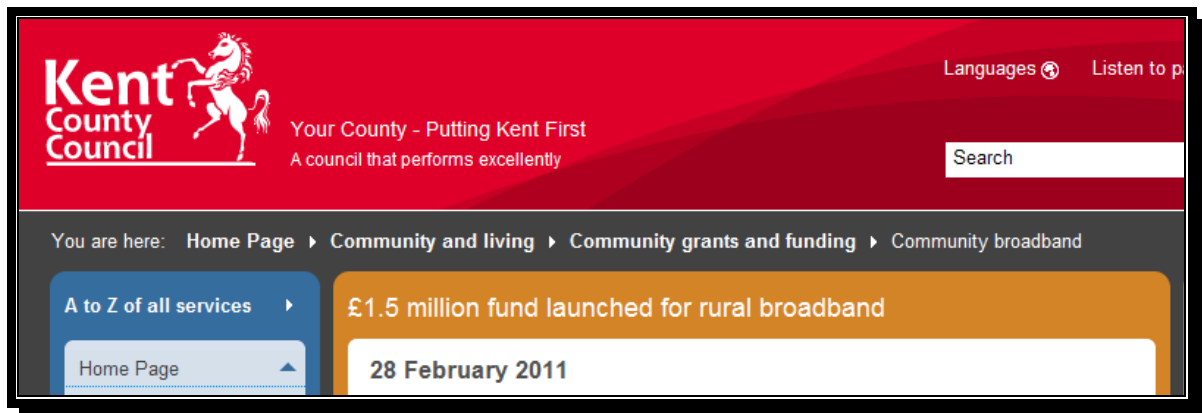 Kent
County
Council
Your County - Putting Kent First
A council that performs excellently
Languages
Listen to
Search
You are here: Home Page Community and living Community grants and funding Community broadband
A to Z of all services
Home Page
£1.5 million fund launched for rural broadband
28 February 2011